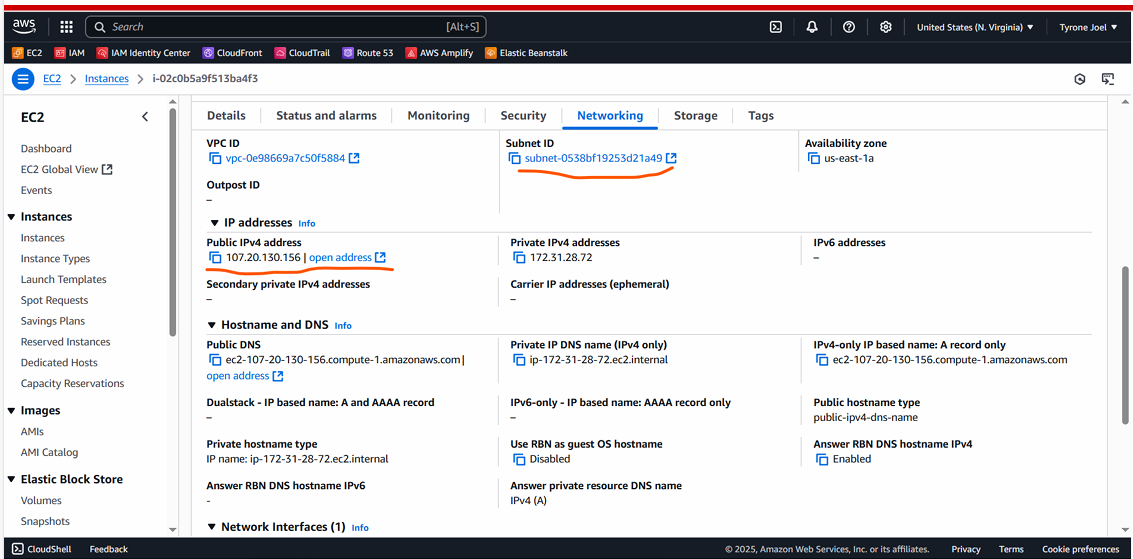 aws Search [Alt+S] United States (N. Virginia) Tyrone Joel
EC2 IAM IAM Identity Center CloudFront CloudTrail Route 53 AWS Amplify Elastic Beanstalk
EC2 > Instances > i-02c0b5a9f513ba4f3
EC2
Dashboard
EC2 Global View
Events
Instances
Instances
Instance Types
Launch Templates
Spot Requests
Savings Plans
Reserved Instances
Dedicated Hosts
Capacity Reservations
Images
AMIs
AMI Catalog
Elastic Block Store
Volumes
Snapshots
Details Status and alarms Monitoring Security Networking Storage Tags
VPC ID
vpc-0e98669a7c50f5884
Subnet ID
subnet-0538bf19253d21a49
Availability zone
us-east-1a
Outpost ID
–
IP addresses Info
Public IPv4 address
107.20.130.156 | open address
Private IPv4 addresses
172.31.28.72
IPv6 addresses
–
Secondary private IPv4 addresses
–
Carrier IP addresses (ephemeral)
–
Hostname and DNS Info
Public DNS
ec2-107-20-130-156.compute-1.amazonaws.com |
open address
Private IP DNS name (IPv4 only)
ip-172-31-28-72.ec2.internal
IPv4-only IP based name: A record only
ec2-107-20-130-156.compute-1.amazonaws.com
Dualstack - IP based name: A and AAAA record
–
IPv6-only - IP based name: AAAA record only
–
Public hostname type
public-ipv4-dns-name
Private hostname type
IP name: ip-172-31-28-72.ec2.internal
Use RBN as guest OS hostname
Disabled
Answer RBN DNS hostname IPv4
Enabled
Answer RBN DNS hostname IPv6
-
Answer private resource DNS name
IPv4 (A)
Network Interfaces (1) Info
CloudShell Feedback © 2025, Amazon Web Services, Inc. or its affiliates. Privacy Terms Cookie preferences